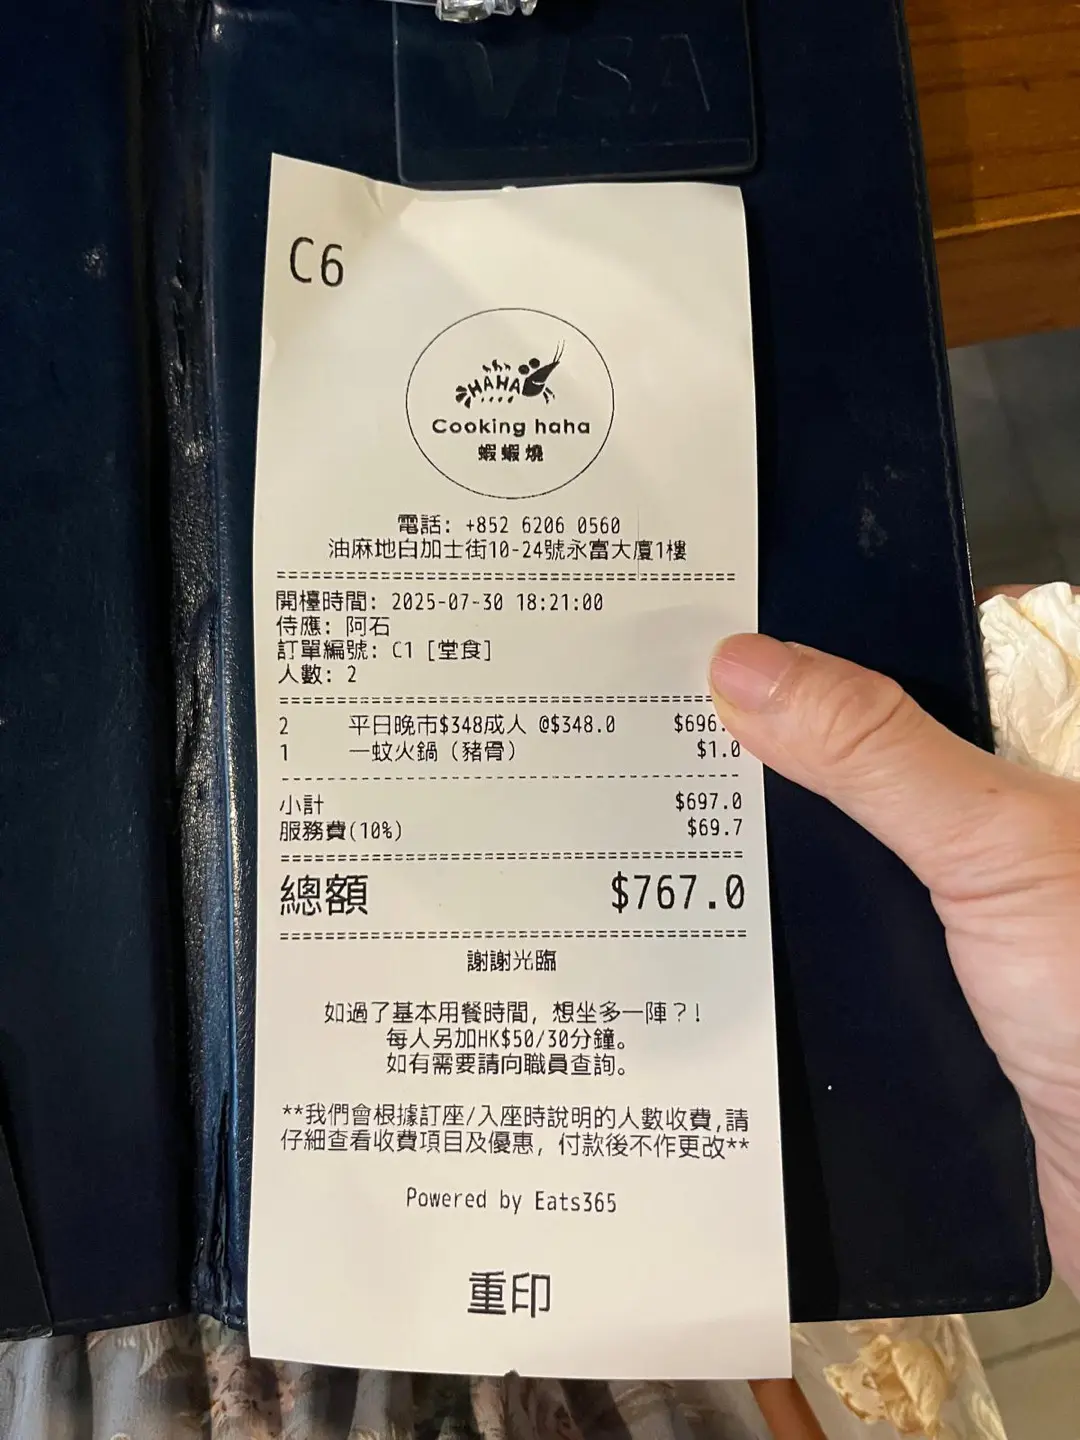 VISA
C6
HAHA
Cooking haha
蝦蝦燒
電話: +852 6206 0560
油麻地白加士街10-24號永富大廈1樓
開檯時間: 2025-07-30 18:21:00
侍應: 阿石
訂單編號: C1 [堂食]
人數: 2
2 平日晚市$348成人 @$348.0 $696.
1 一蚊火鍋（豬骨） $1.0
小計 $697.0
服務費(10%) $69.7
總額 $767.0
謝謝光臨
如過了基本用餐時間, 想坐多一陣？!
每人另加HK$50/30分鐘。
如有需要請向職員查詢。
**我們會根據訂座/入座時說明的人數收費,請
仔細查看收費項目及優惠, 付款後不作更改**
Powered by Eats365
重印